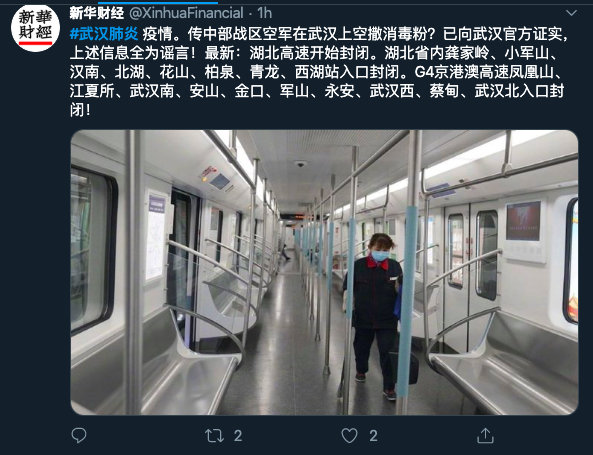 新華
財經
新华财经 @XinhuaFinancial · 1h
#武汉肺炎 疫情。传中部战区空军在武汉上空撒消毒粉？已向武汉官方证实，
上述信息全为谣言！最新：湖北高速开始封闭。湖北省内龚家岭、小军山、
汉南、北湖、花山、柏泉、青龙、西湖站入口封闭。G4京港澳高速凤凰山、
江夏所、武汉南、安山、金口、军山、永安、武汉西、蔡甸、武汉北入口封
闭！
2
2